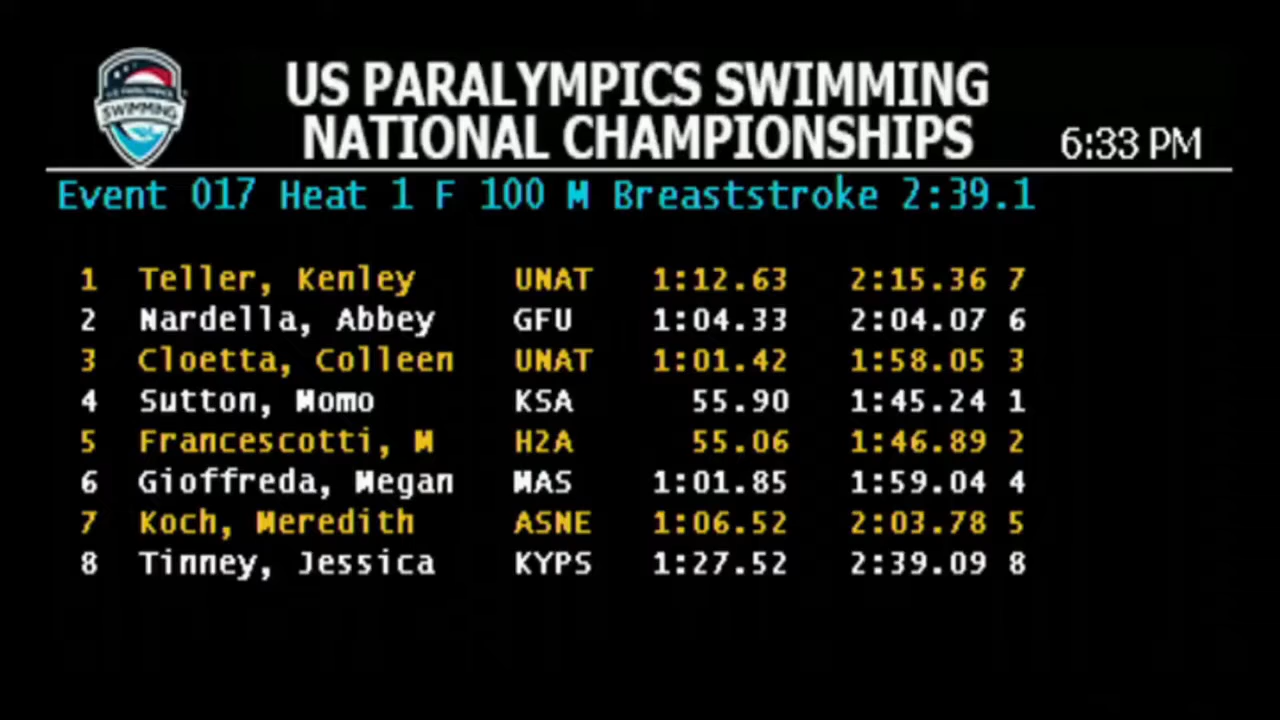 US PARALYMPICS SWIMMING
NATIONAL CHAMPIONSHIPS
US PARALYMPICS
SWIMMING
6:33 PM
Event 017 Heat 1 F 100 M Breaststroke 2:39.1
1 Teller, Kenley UNAT 1:12.63 2:15.36 7
2 Nardella, Abbey GFU 1:04.33 2:04.07 6
3 Cloetta, Colleen UNAT 1:01.42 1:58.05 3
4 Sutton, Momo KSA 55.90 1:45.24 1
5 Francescotti, M H2A 55.06 1:46.89 2
6 Gioffreda, Megan MAS 1:01.85 1:59.04 4
7 Koch, Meredith ASNE 1:06.52 2:03.78 5
8 Tinney, Jessica KYPS 1:27.52 2:39.09 8